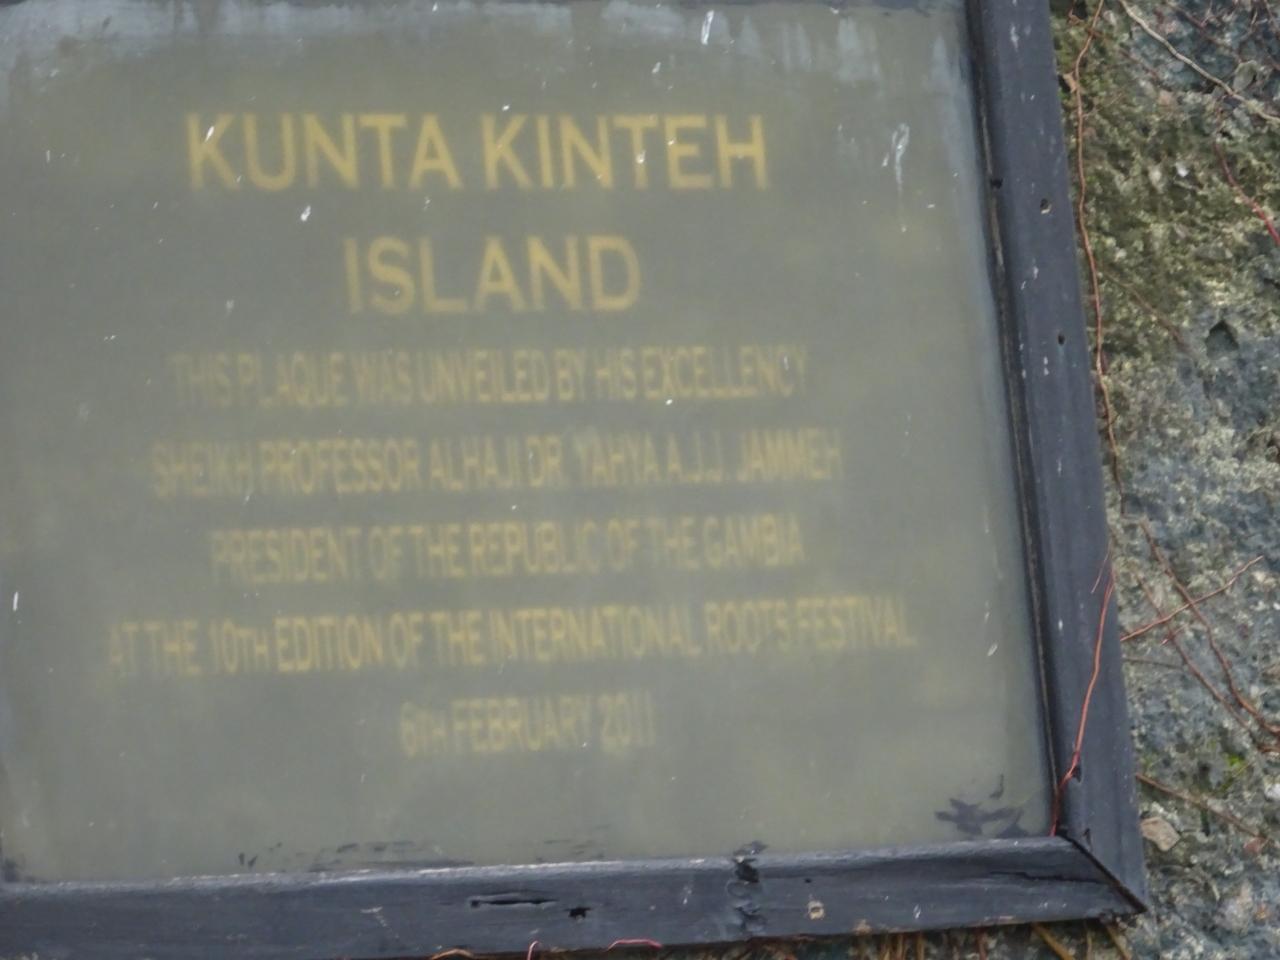 KUNTA KINTEH
ISLAND
THIS PLAQUE WAS UNVEILED BY HIS EXCELLENCY
SHEIKH PROFESSOR ALHAJI DR. YAHYA A.J.J. JAMMEH
PRESIDENT OF THE REPUBLIC OF THE GAMBIA
AT THE 10TH EDITION OF THE INTERNATIONAL ROOTS FESTIVAL
6TH FEBRUARY 2011